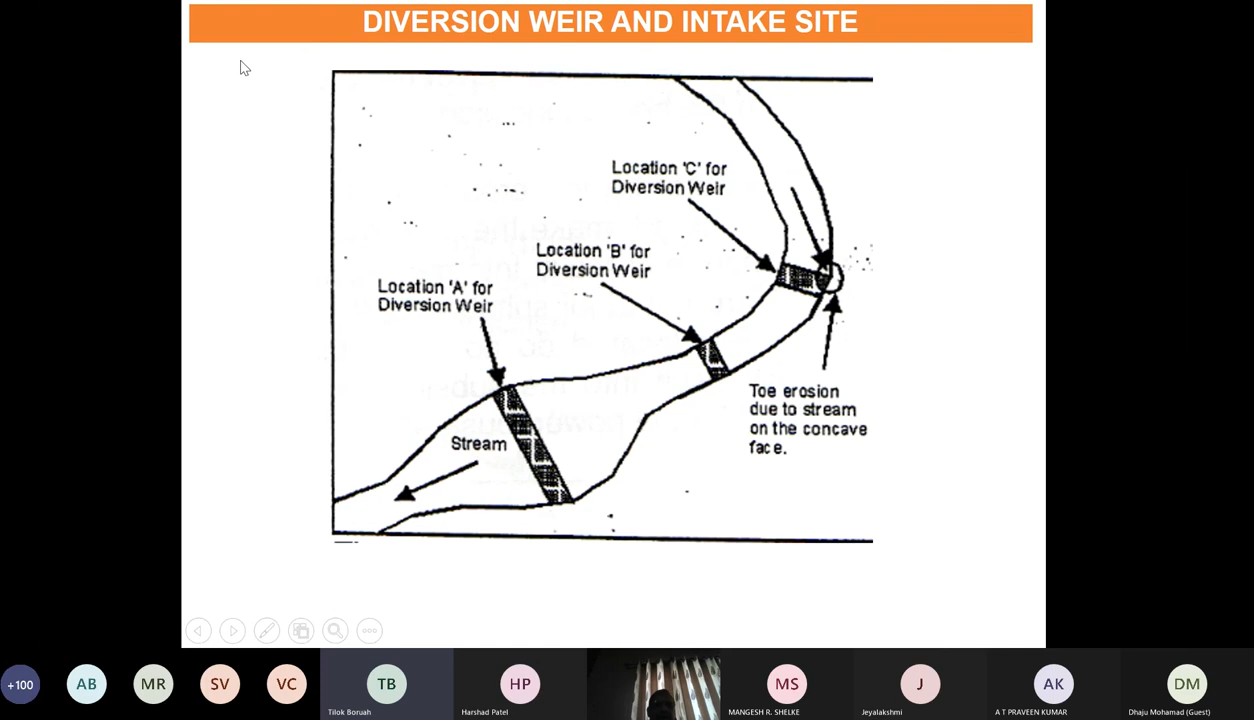 DIVERSION WEIR AND INTAKE SITE
Location 'C' for
Diversion Weir
Location 'B' for
Diversion Weir
Location 'A' for
Diversion Weir
Toe erosion
due to stream
on the concave
face.
Stream
+100
AB
MR
SV
VC
TB
Tilok Boruah
HP
Harshad Patel
MS
MANGESH R. SHELKE
J
Jeyalakshmi
AK
A T PRAVEEN KUMAR
DM
Dhaju Mohamad (Guest)